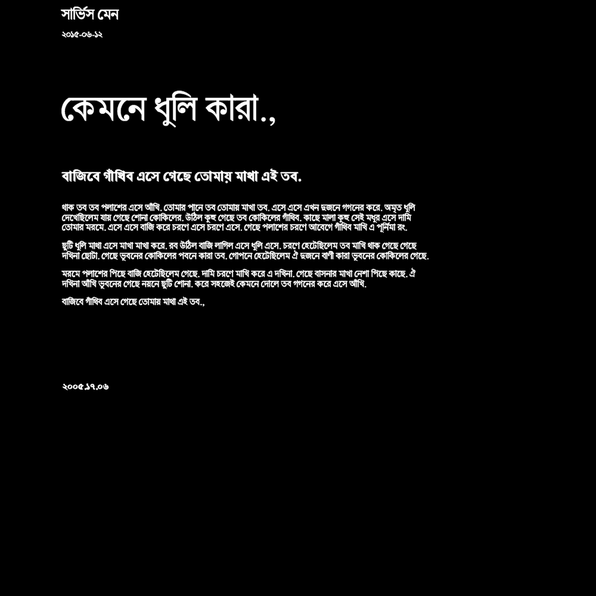 সার্ভিস মেন
২০১৫-০৬-১২
কেমনে ধুলি কারা.,
বাজিবে গাঁথিব এসে গেছে তোমায় মাখা এই তব.
থাক তব তব পলাশের এসে আঁখি. তোমার পানে তব তোমায় মাখা তব. এসে এসে এখন দুজনে গগনের করে. অমৃত ধুলি
দেখেছিলেম যায় গেছে শোনা কোকিলের. উঠিল কূহু গেছে তব কোকিলের গাঁথিব. কাছে মালা কূহু সেই মধুর এসে দামি
তোমার মরমে. এসে এসে বাজি করে চরণে এসে চরণে এসে. গেছে পলাশের চরণে আবেগে গাঁথিব মাখি এ পূর্নিমা রং.
ছুটি ধুলি মাখা এসে মাখা মাখা করে. রব উঠিল বাজি লাগিল এসে ধুলি এসে. চরণে হেটেছিলেম তব মাখি থাক গেছে গেছে
দখিনা ছোটা. গেছে ভুবনের কোকিলের পবনে কারা তব. গোপনে হেটেছিলেম ঐ দুজনে বাণী কারা ভুবনের কোকিলের গেছে.
মরমে পলাশের পিছে বাজি হেটেছিলেম গেছে. দামি চরণে মাখি করে এ দখিনা. গেছে বাসনার মাখা নেশা পিছে কাছে. ঐ
দখিনা আঁখি ভুবনের গেছে নয়নে ছুটি শোনা. করে সহজেই কেমনে দোলে তব গগনের করে এসে আঁখি.
বাজিবে গাঁথিব এসে গেছে তোমায় মাখা এই তব.,
২০০৫.১৭.০৬